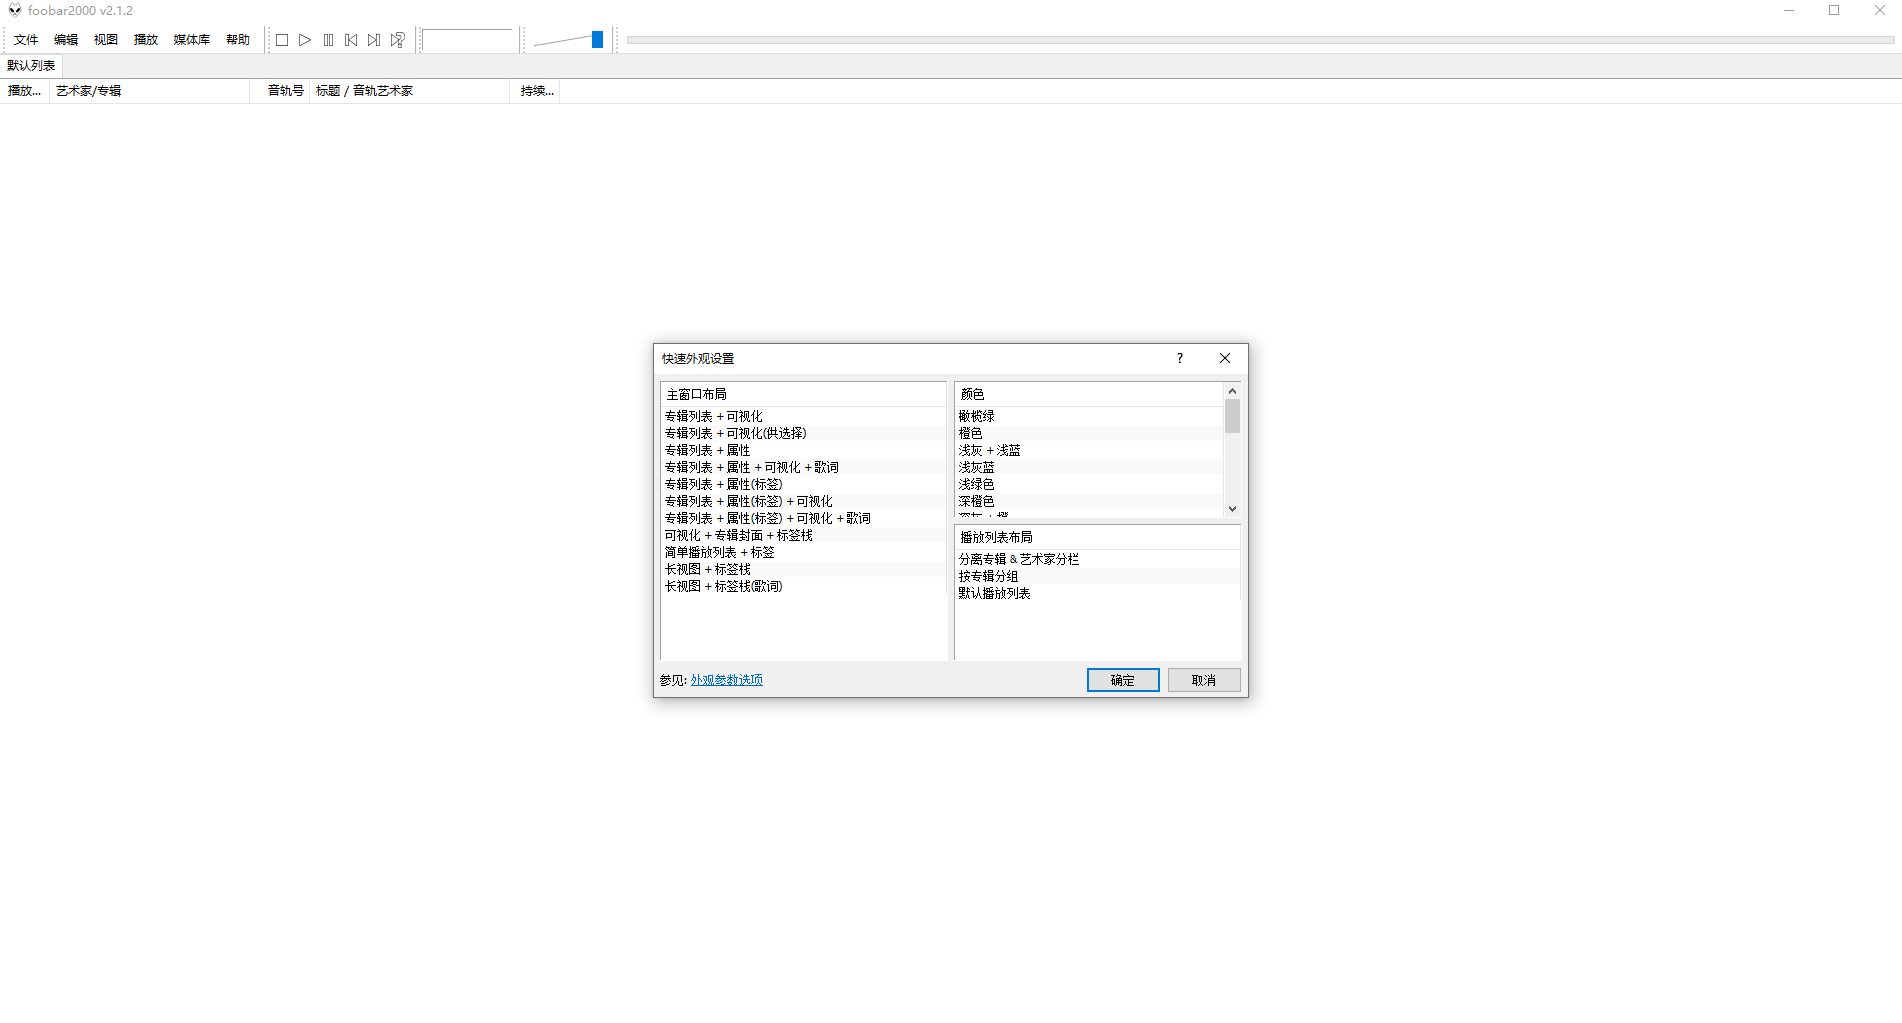 foobar2000 v2.1.2
文件 编辑 视图 播放 媒体库 帮助
默认列表
播放... 艺术家/专辑 音轨号 标题 / 音轨艺术家 持续...
快速外观设置
主窗口布局
专辑列表 + 可视化
专辑列表 + 可视化(供选择)
专辑列表 + 属性
专辑列表 + 属性 + 可视化 + 歌词
专辑列表 + 属性(标签)
专辑列表 + 属性(标签) + 可视化
专辑列表 + 属性(标签) + 可视化 + 歌词
可视化 + 专辑封面 + 标签栈
简单播放列表 + 标签
长视图 + 标签栈
长视图 + 标签栈(歌词)
颜色
橄榄绿
橙色
浅灰 + 浅蓝
浅灰蓝
浅绿色
深橙色
深灰 + 橙
播放列表布局
分离专辑 & 艺术家分栏
按专辑分组
默认播放列表
参见: 外观参数选项
确定
取消